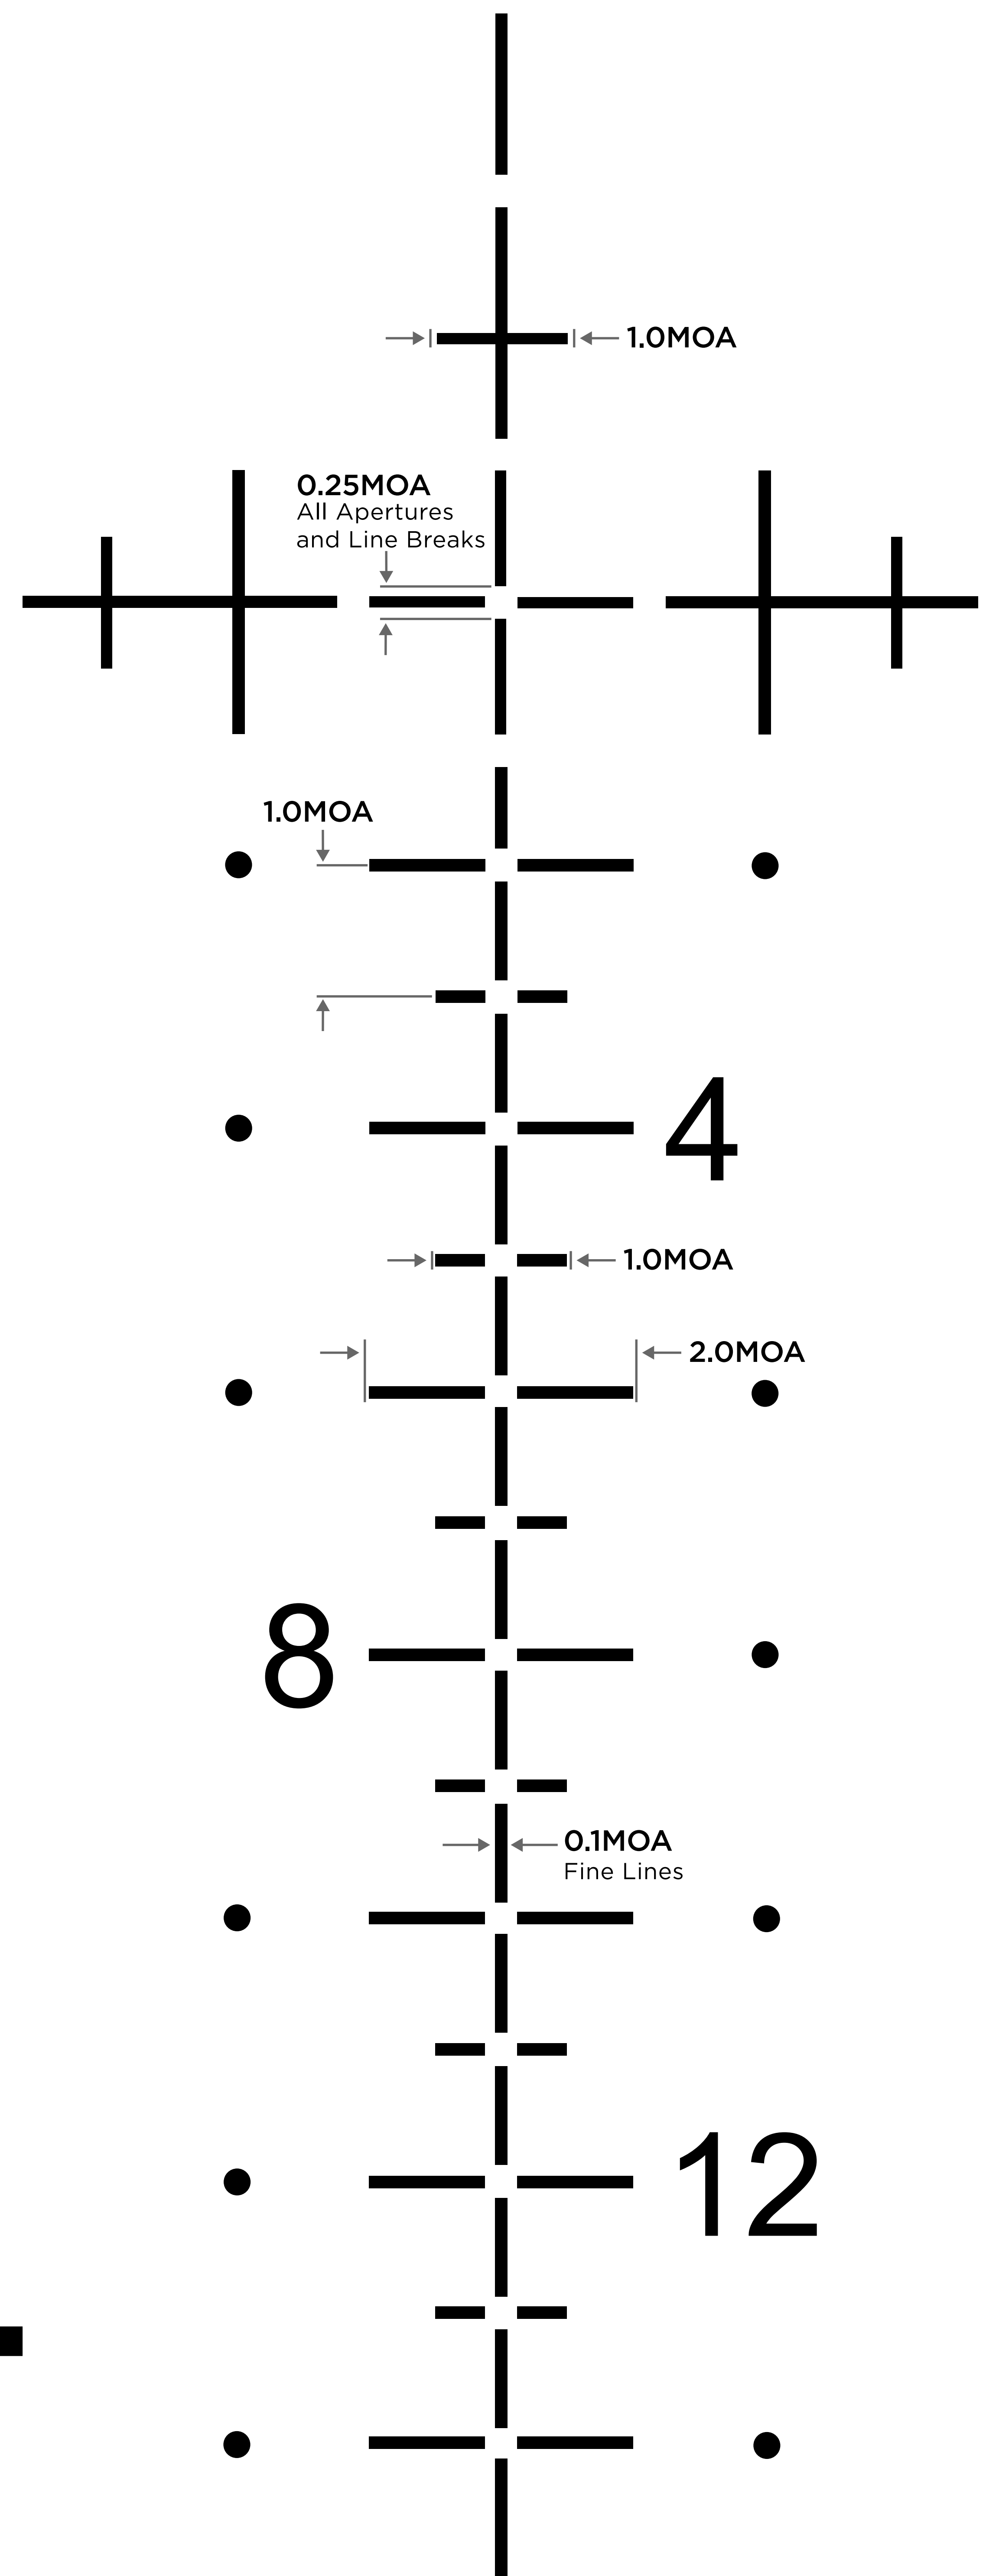 1.0MOA
0.25MOA
All Apertures
and Line Breaks
1.0MOA
4
1.0MOA
2.0MOA
8
0.1MOA
Fine Lines
12